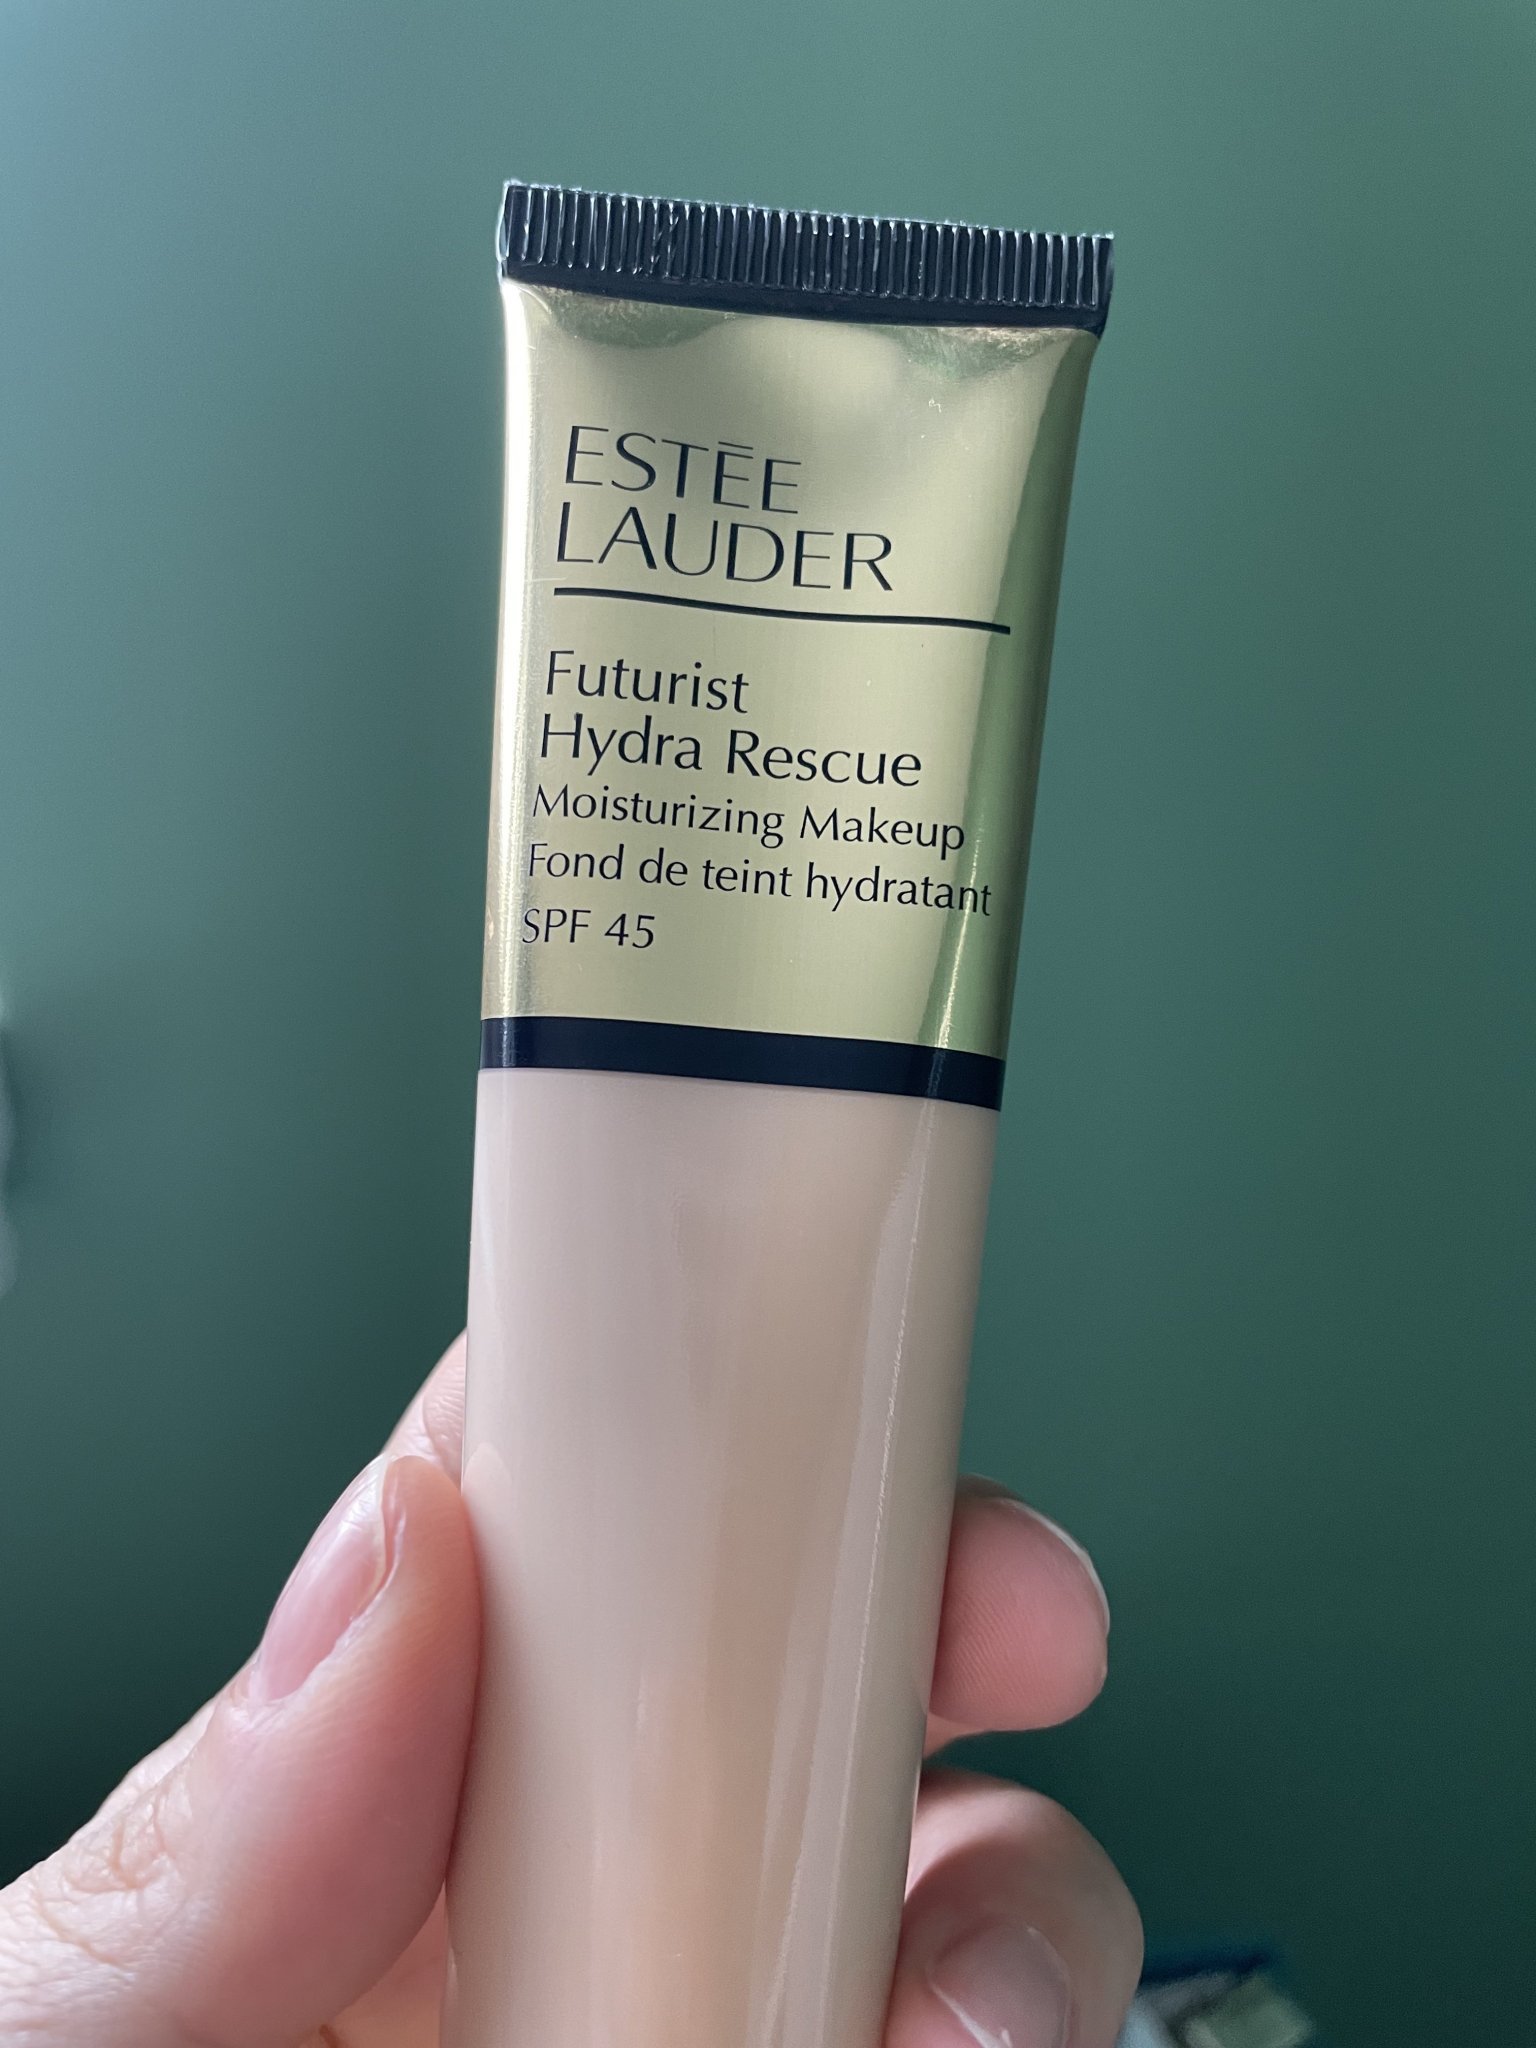 ESTĒE
LAUDER
Futurist
Hydra Rescue
Moisturizing Makeup
Fond de teint hydratant
SPF 45